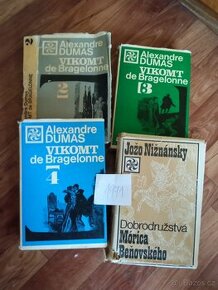 Alexandre
DUMAS
VIKOMT
de Bragelonne
2
Alexandre
DUMAS
VIKOMT
de Bragelonne
3
Alexandre
DUMAS
VIKOMT
de Bragelonne
4
Jožo Nižnánsky
Dobrodružstvá
Mórica
Beňovského